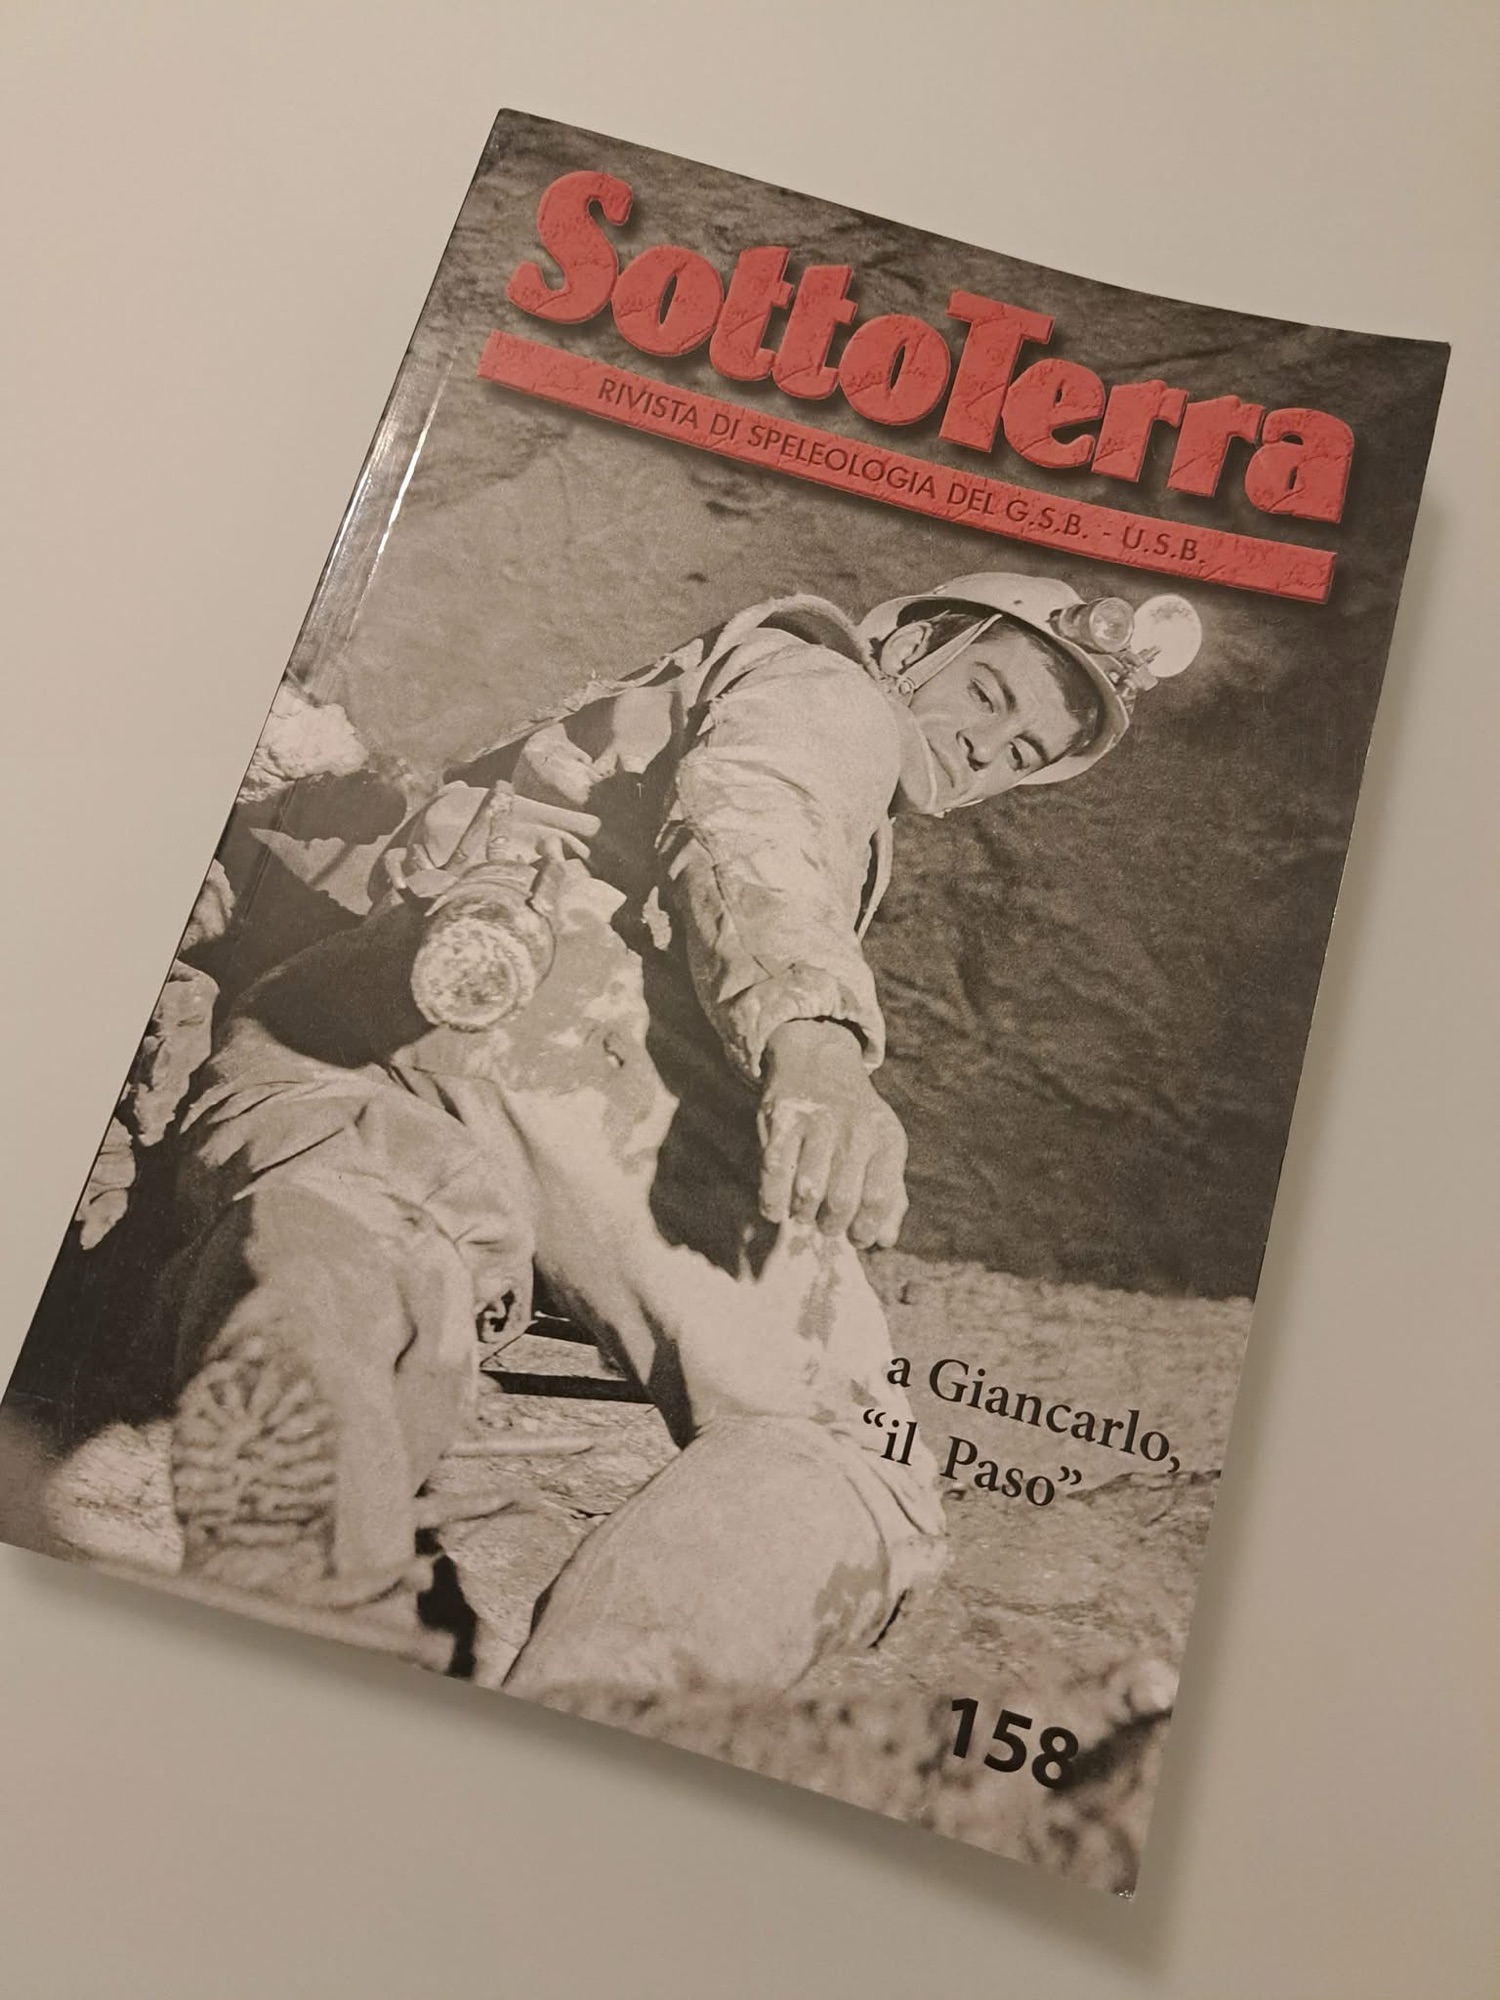 SottoTerra
RIVISTA DI SPELEOLOGIA DEL G.S.B. - U.S.B.
a Giancarlo,
“il Paso”
158